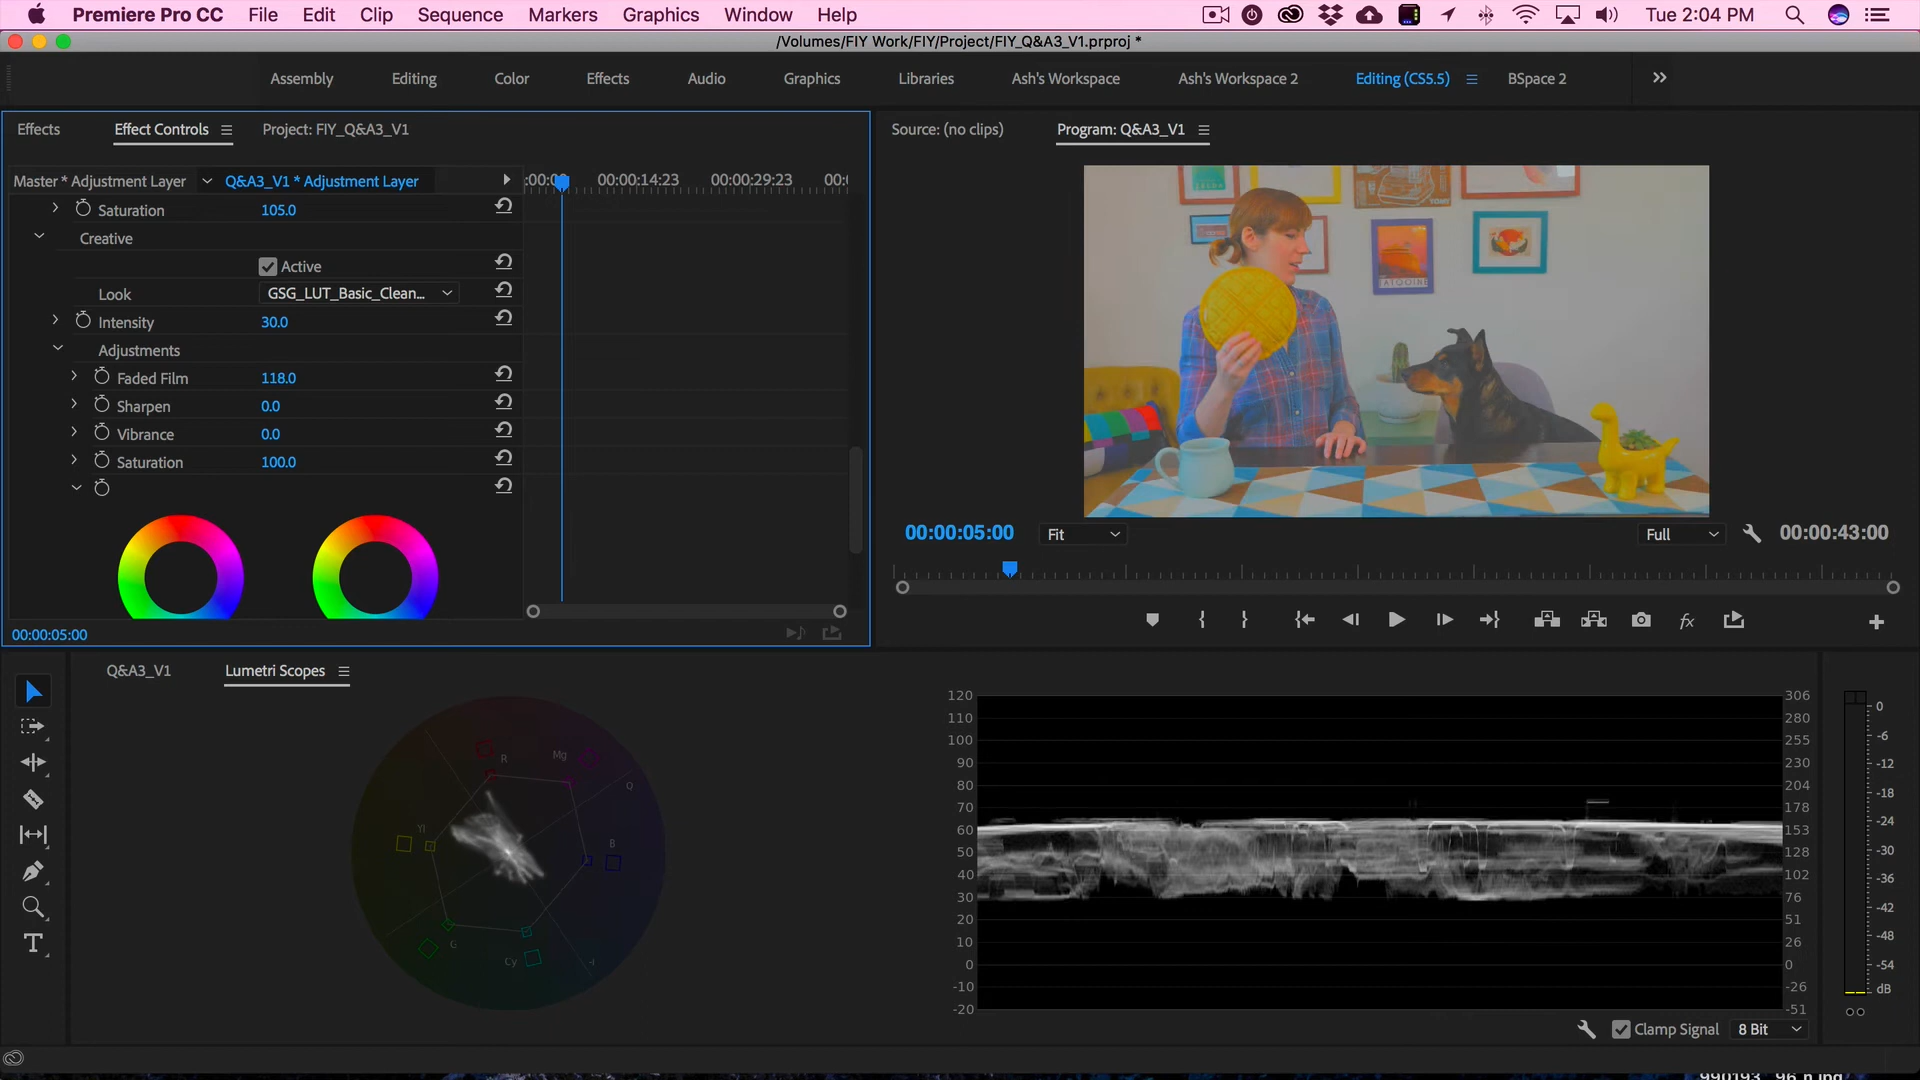 Premiere Pro CC File Edit Clip Sequence Markers Graphics Window Help Tue 2:04 PM
/Volumes/FIY Work/FIY/Project/FIY_Q&A3_V1.prproj *
Assembly Editing Color Effects Audio Graphics Libraries Ash's Workspace Ash's Workspace 2 Editing (CS5.5) BSpace 2
Effects Effect Controls Project: FIY_Q&A3_V1
Source: (no clips) Program: Q&A3_V1
Master * Adjustment Layer Q&A3_V1 * Adjustment Layer
00:00:14:23 00:00:29:23
Saturation 105.0
Creative
Active
Look GSG_LUT_Basic_Clean...
Intensity 30.0
Adjustments
Faded Film 118.0
Sharpen 0.0
Vibrance 0.0
Saturation 100.0
TATOOINE
00:00:05:00 Fit Full 00:00:43:00
fx
00:00:05:00
Q&A3_V1 Lumetri Scopes
R Mg Q
B
Yl
G
Cy
-I
120 306
110 280
100 255
90 230
80 204
70 178
60 153
50 128
40 102
30 76
20 51
10 26
0 0
-10 -26
-20 -51
0
-6
-12
-18
-24
-30
-36
-42
-48
-54
dB
Clamp Signal 8 Bit
T